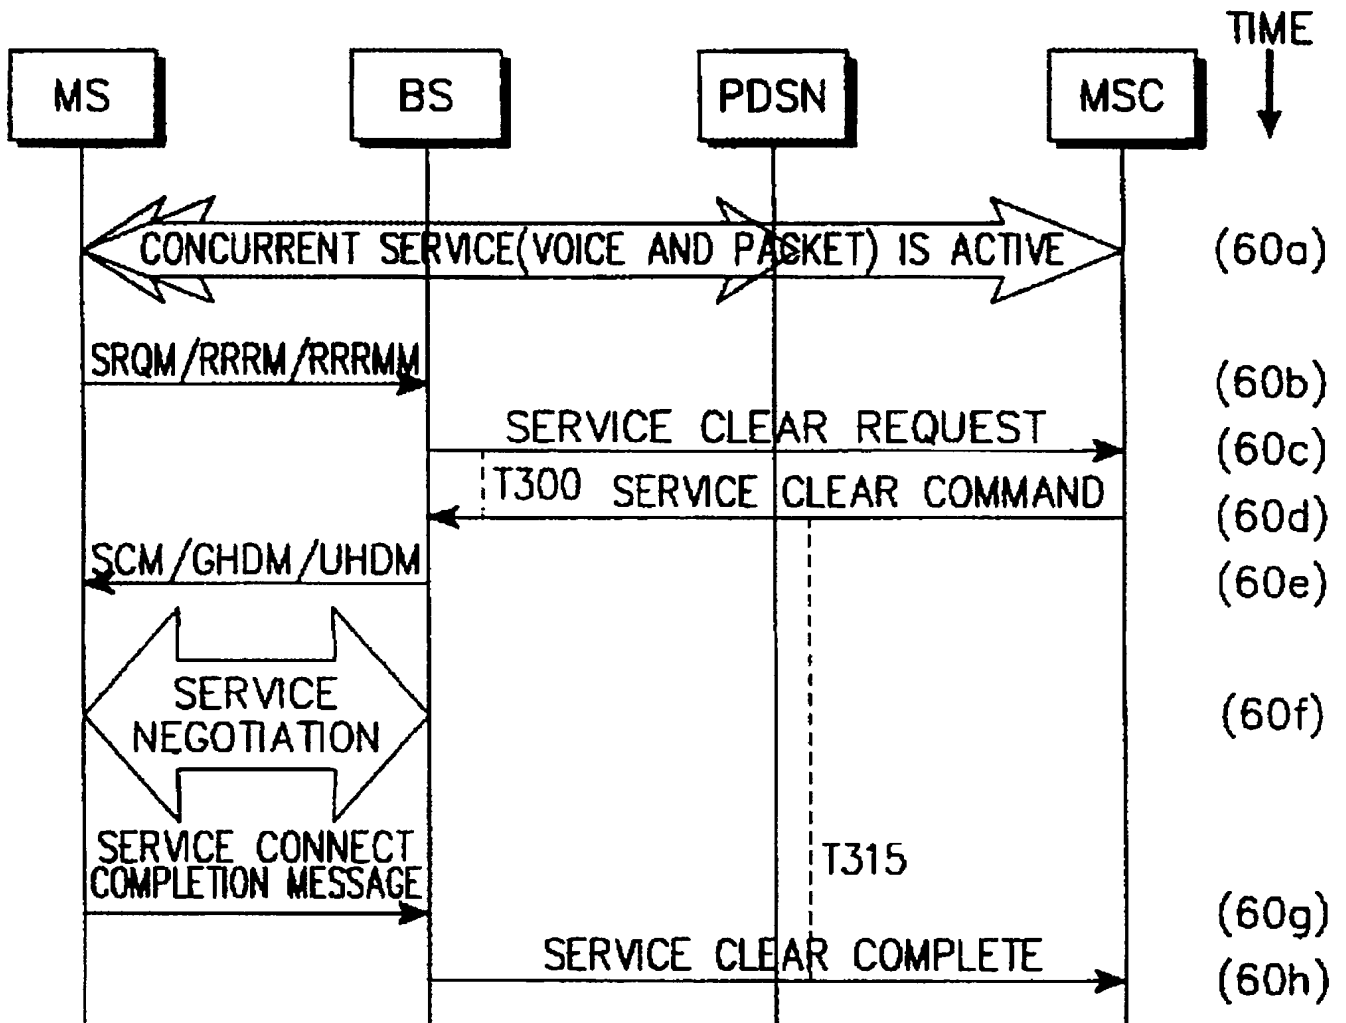 TIME
MS
BS
PDSN
MSC
CONCURRENT SERVICE(VOICE AND PACKET) IS ACTIVE
(60a)
SRQM/RRRM/RRRMM
(60b)
SERVICE CLEAR REQUEST
(60c)
T300
SERVICE CLEAR COMMAND
(60d)
SCM/GHDM/UHDM
(60e)
SERVICE
NEGOTIATION
(60f)
SERVICE CONNECT
COMPLETION MESSAGE
T315
(60g)
SERVICE CLEAR COMPLETE
(60h)